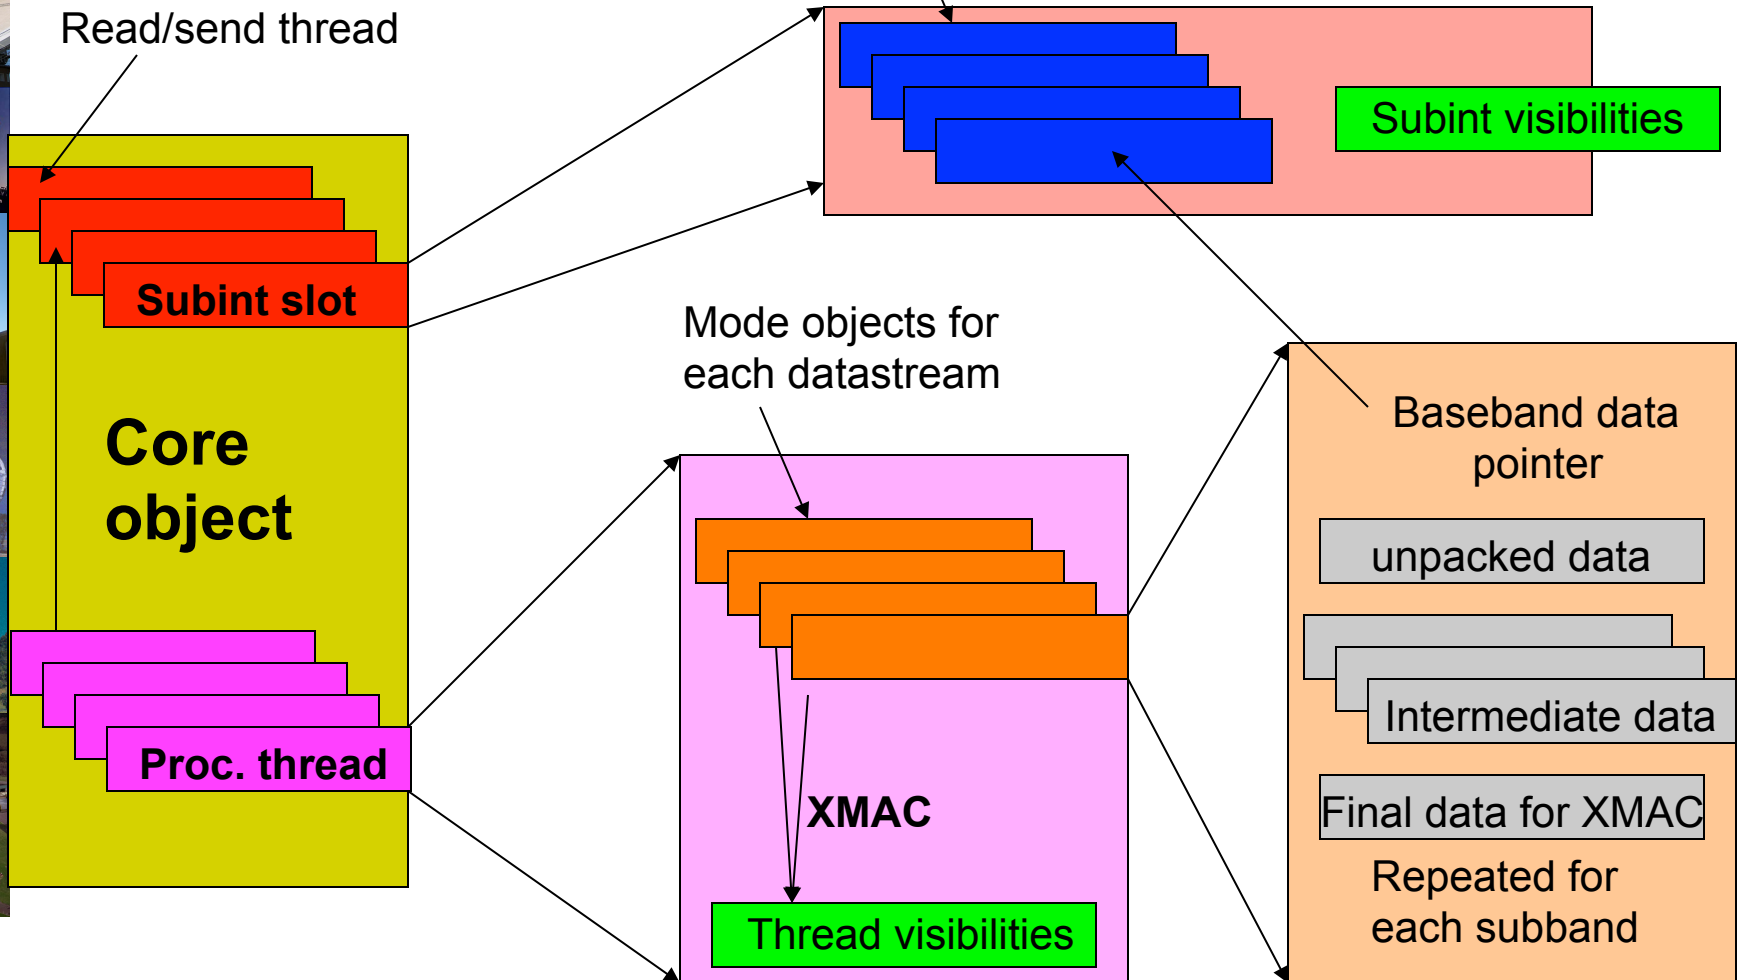 Read/send thread
Subint visibilities
Subint slot
Mode objects for
each datastream
Core
object
Baseband data
pointer
unpacked data
Intermediate data
Proc. thread
XMAC
Final data for XMAC
Repeated for
each subband
Thread visibilities